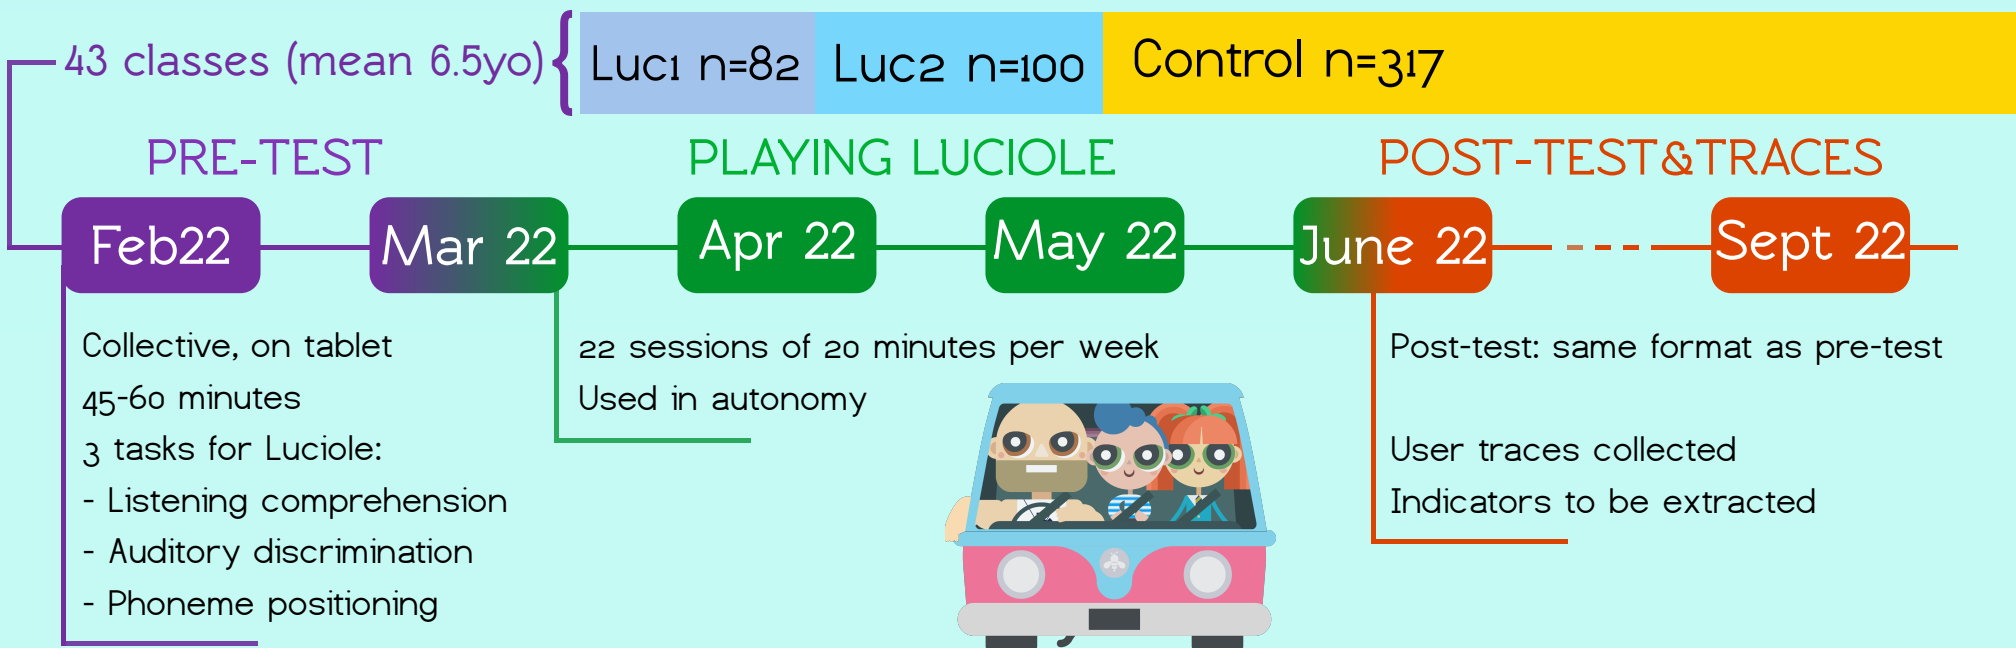 43 classes (mean 6.5yo)
Luc1 n=82
Luc2 n=100
Control n=317
PRE-TEST
PLAYING LUCIOLE
POST-TEST&TRACES
Feb22
Mar 22
Apr 22
May 22
June 22
Sept 22
Collective, on tablet
45-60 minutes
3 tasks for Luciole:
- Listening comprehension
- Auditory discrimination
- Phoneme positioning
22 sessions of 20 minutes per week
Used in autonomy
Post-test: same format as pre-test
User traces collected
Indicators to be extracted